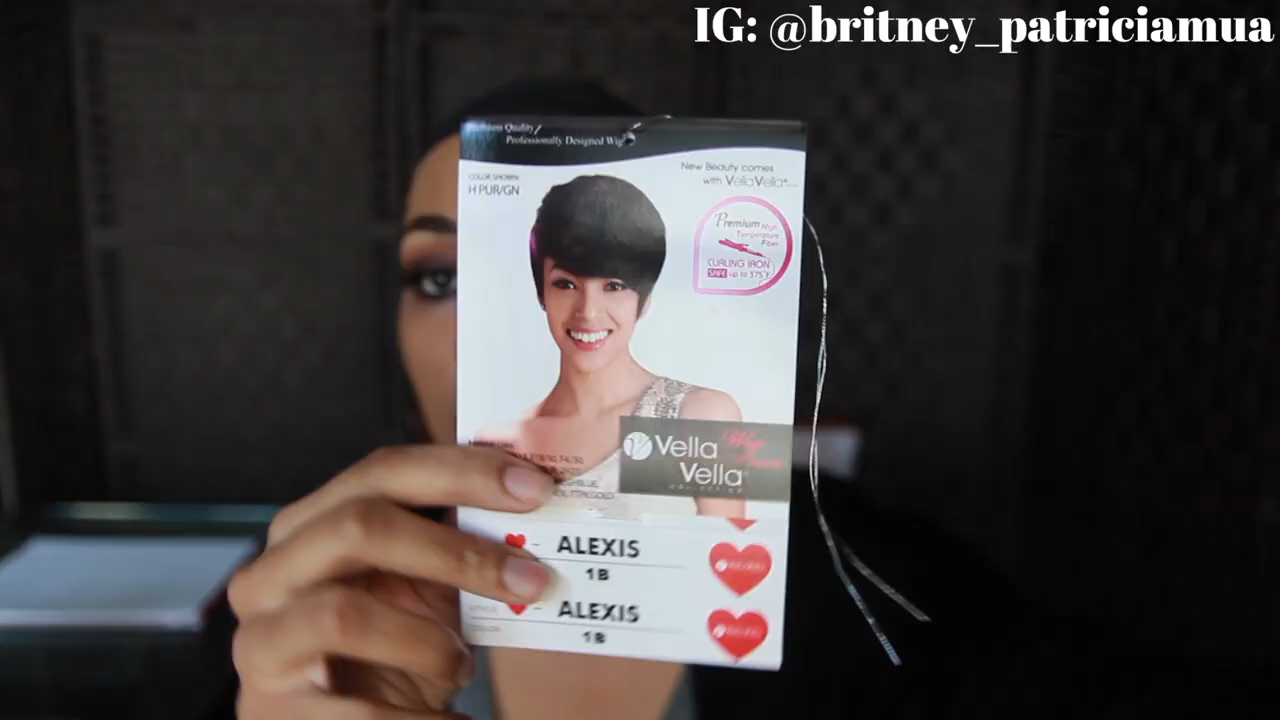 IG: @britney_patriciamua
Quality/
Professionally Designed Wig
COLOR SHOWN:
H PUR/GN
New Beauty comes
with VellaVella®
Premium High
Temperature
Fiber
CURLING IRON
SAFE up to 375°F
Vella
Vella
ALEXIS
1B
ALEXIS
1B